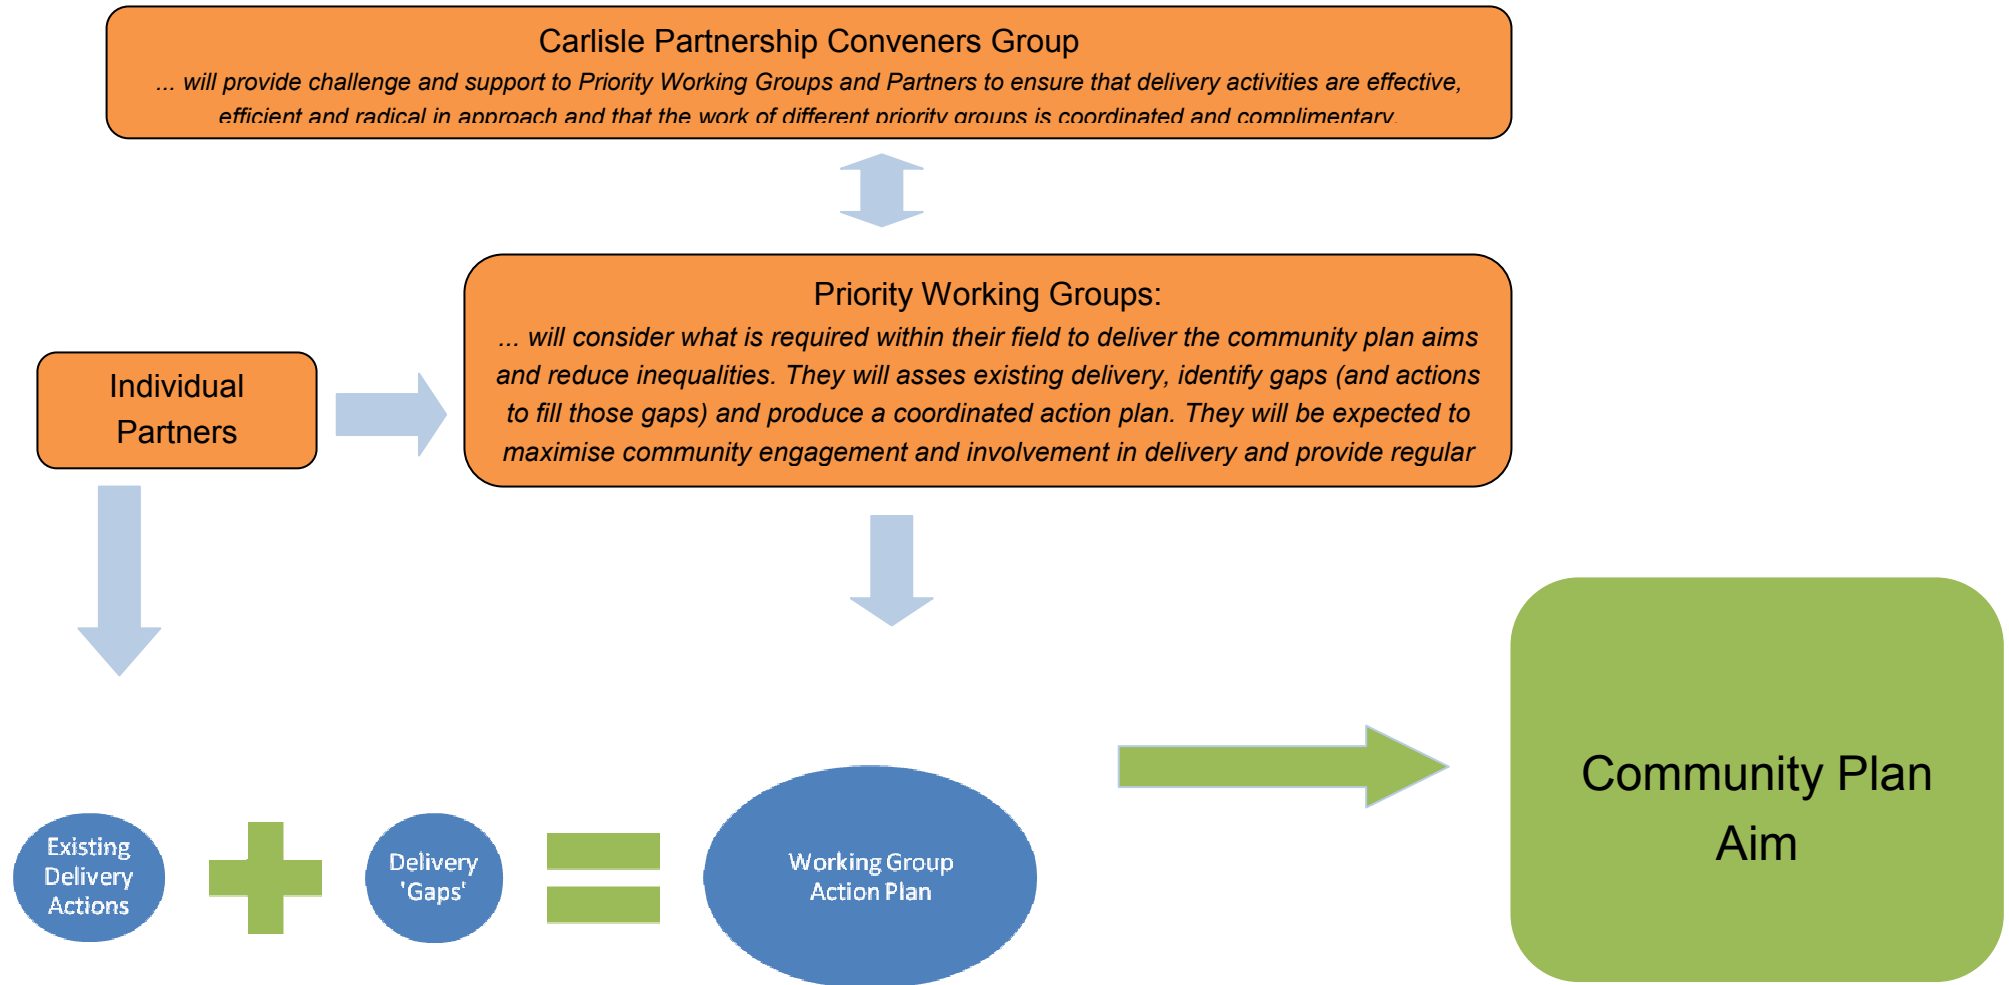 Carlisle Partnership Conveners Group
... will provide challenge and support to Priority Working Groups and Partners to ensure that delivery activities are effective,
efficient and radical in approach and that the work of different priority groups is coordinated and complimentary.
Priority Working Groups:
... will consider what is required within their field to deliver the community plan aims
and reduce inequalities. They will asses existing delivery, identify gaps (and actions
to fill those gaps) and produce a coordinated action plan. They will be expected to
maximise community engagement and involvement in delivery and provide regular
Individual
Partners
Existing
Delivery
Actions
Delivery
'Gaps'
Working Group
Action Plan
Community Plan
Aim